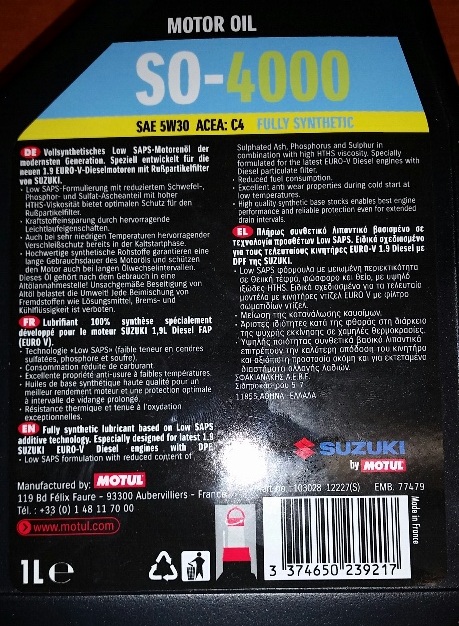 MOTOR OIL
SO-4000
SAE 5W30 ACEA: C4 FULLY SYNTHETIC
DE Vollsynthetisches Low SAPS-Motorenöl der
modernsten Generation. Speziell entwickelt für die
neuen 1.9 EURO-V-Dieselmotoren mit Rußpartikelfilter
von SUZUKI.
- Low SAPS-Formulierung mit reduziertem Schwefel-,
Phosphor- und Sulfat-Ascheanteil mit hoher
HTHS-Viskosität bietet optimalen Schutz für den
Rußpartikelfilter.
- Kraftstoffeinsparung durch hervorragende
Leichtlaufeigenschaften.
- Auch bei sehr niedrigen Temperaturen hervorragender
Verschleißschutz bereits in der Kaltstartphase.
- Hochwertige synthetische Rohstoffe garantieren eine
lange Gebrauchsdauer des Motoröls und schützen
den Motor auch bei langen Ölwechselintervallen.
Dieses Öl gehört nach dem Gebrauch in eine
Altölannahmestelle! Unsachgemäße Beseitigung von
Altöl belastet die Umwelt! Jede Beimischung von
Fremdstoffen wie Lösungsmittel, Brems- und
Kühlflüssigkeit ist verboten.
FR Lubrifiant 100% synthèse spécialement
développé pour le moteur SUZUKI 1,9L Diesel FAP
(EURO V).
- Technologie «Low SAPS» (faible teneur en cendres
sulfatées, phosphore et soufre).
- Consommation réduite de carburant
- Excellente propriété anti-usure à faibles températures.
- Huiles de base synthétique haute qualité pour un
meilleur rendement moteur et une protection optimale
à intervalle de vidange prolongé.
- Résistance thermique et tenue à l'oxydation
exceptionnelles.
EN Fully synthetic lubricant based on Low SAPS
additive technology. Especially designed for latest 1.9
SUZUKI EURO-V Diesel engines with DPF
- Low SAPS formulation with reduced content of
Sulphated Ash, Phosphorus and Sulphur in
combination with high HTHS viscosity. Specially
formulated for the latest EURO-V Diesel engines with
Diesel particulate filter.
- Reduced fuel consumption.
- Excellent anti wear properties during cold start at
low temperatures.
- High quality synthetic base stocks enables best engine
performance and reliable protection even for extended
drain intervals.
EL Πλήρως συνθετικό λιπαντικό βασισμένο σε
τεχνολογία προσθέτων Low SAPS. Ειδικά σχεδιασμένο
για τους τελευταίους κινητήρες EURO-V 1.9 Diesel με
DPF της SUZUKI.
- Low SAPS φόρμουλα με μειωμένη περιεκτικότητα
σε θειική τέφρα, φώσφορο και θείο, με υψηλό
ιξώδες HTHS. Ειδικά σχεδιασμένο για τα τελευταία
μοντέλα με κινητήρες ντίζελ EURO V με φίλτρο
σωματιδίων ντίζελ.
- Μείωση της κατανάλωσης καυσίμου.
- Άριστες ιδιότητες κατά της φθοράς στη διάρκεια
της ψυχρής εκκίνησης σε χαμηλές θερμοκρασίες.
- Υψηλής ποιότητας συνθετικά βασικά λιπαντικά
επιτρέπουν την καλύτερη απόδοση του κινητήρα
και αξιόπιστη προστασία ακόμη και για εκτεταμένα
διαστήματα αλλαγής λαδιών.
ΣΦΑΚΙΑΝΑΚΗΣ Α.Ε.Β.Ε.
Σιδηροκάστρου 5-7
11855, ΑΘΗΝΑ - ΕΛΛΑΔΑ
SUZUKI
by MOTUL
Manufactured by: MOTUL
119 Bd Félix Faure - 93300 Aubervilliers - France
Tél. : +33 (0) 1 48 11 70 00
www.motul.com
no.: 103028 12227(S) EMB. 77479
Made in France
1L e
3 374650 239217